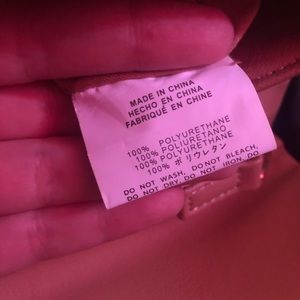 MADE IN CHINA
HECHO EN CHINA
FABRIQUÉ EN CHINE
100% POLYURETHANE
100% POLIURETANO
100% POLYURETHANE
100% ポリウレタン
DO NOT WASH, DO NOT BLEACH,
DO NOT DRY, DO NOT IRON, DO